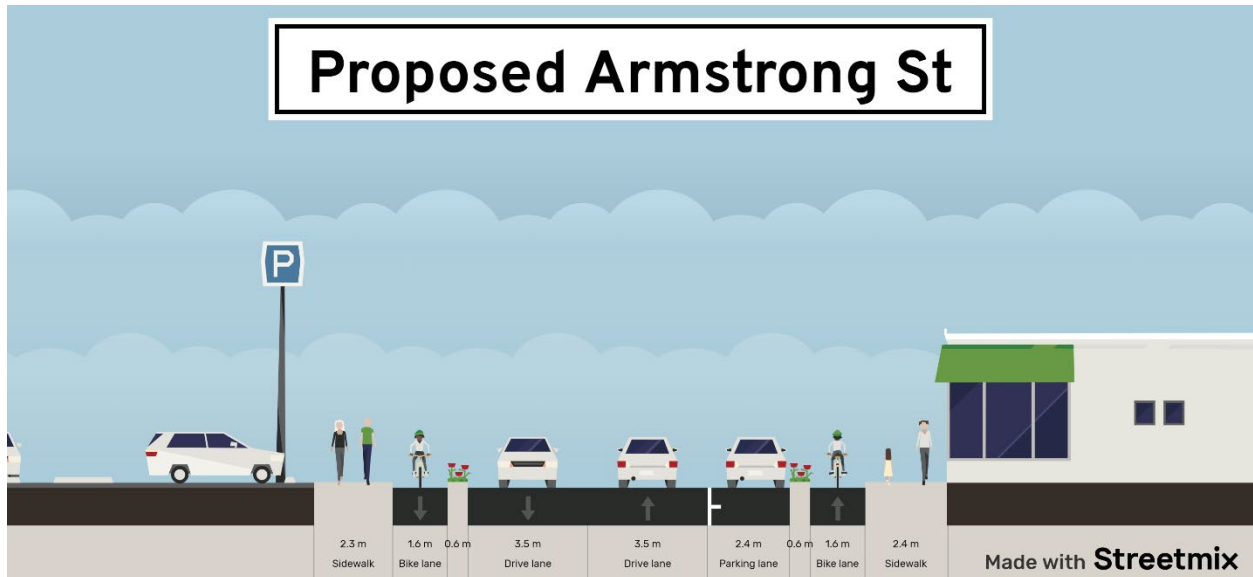 Proposed Armstrong St
P
2.3 m 1.6 m 0.6 m 3.5 m 3.5 m 2.4 m 0.6 m 1.6 m 2.4 m
Sidewalk Bike lane Drive lane Drive lane Parking lane Bike lane Sidewalk
Made with Streetmix